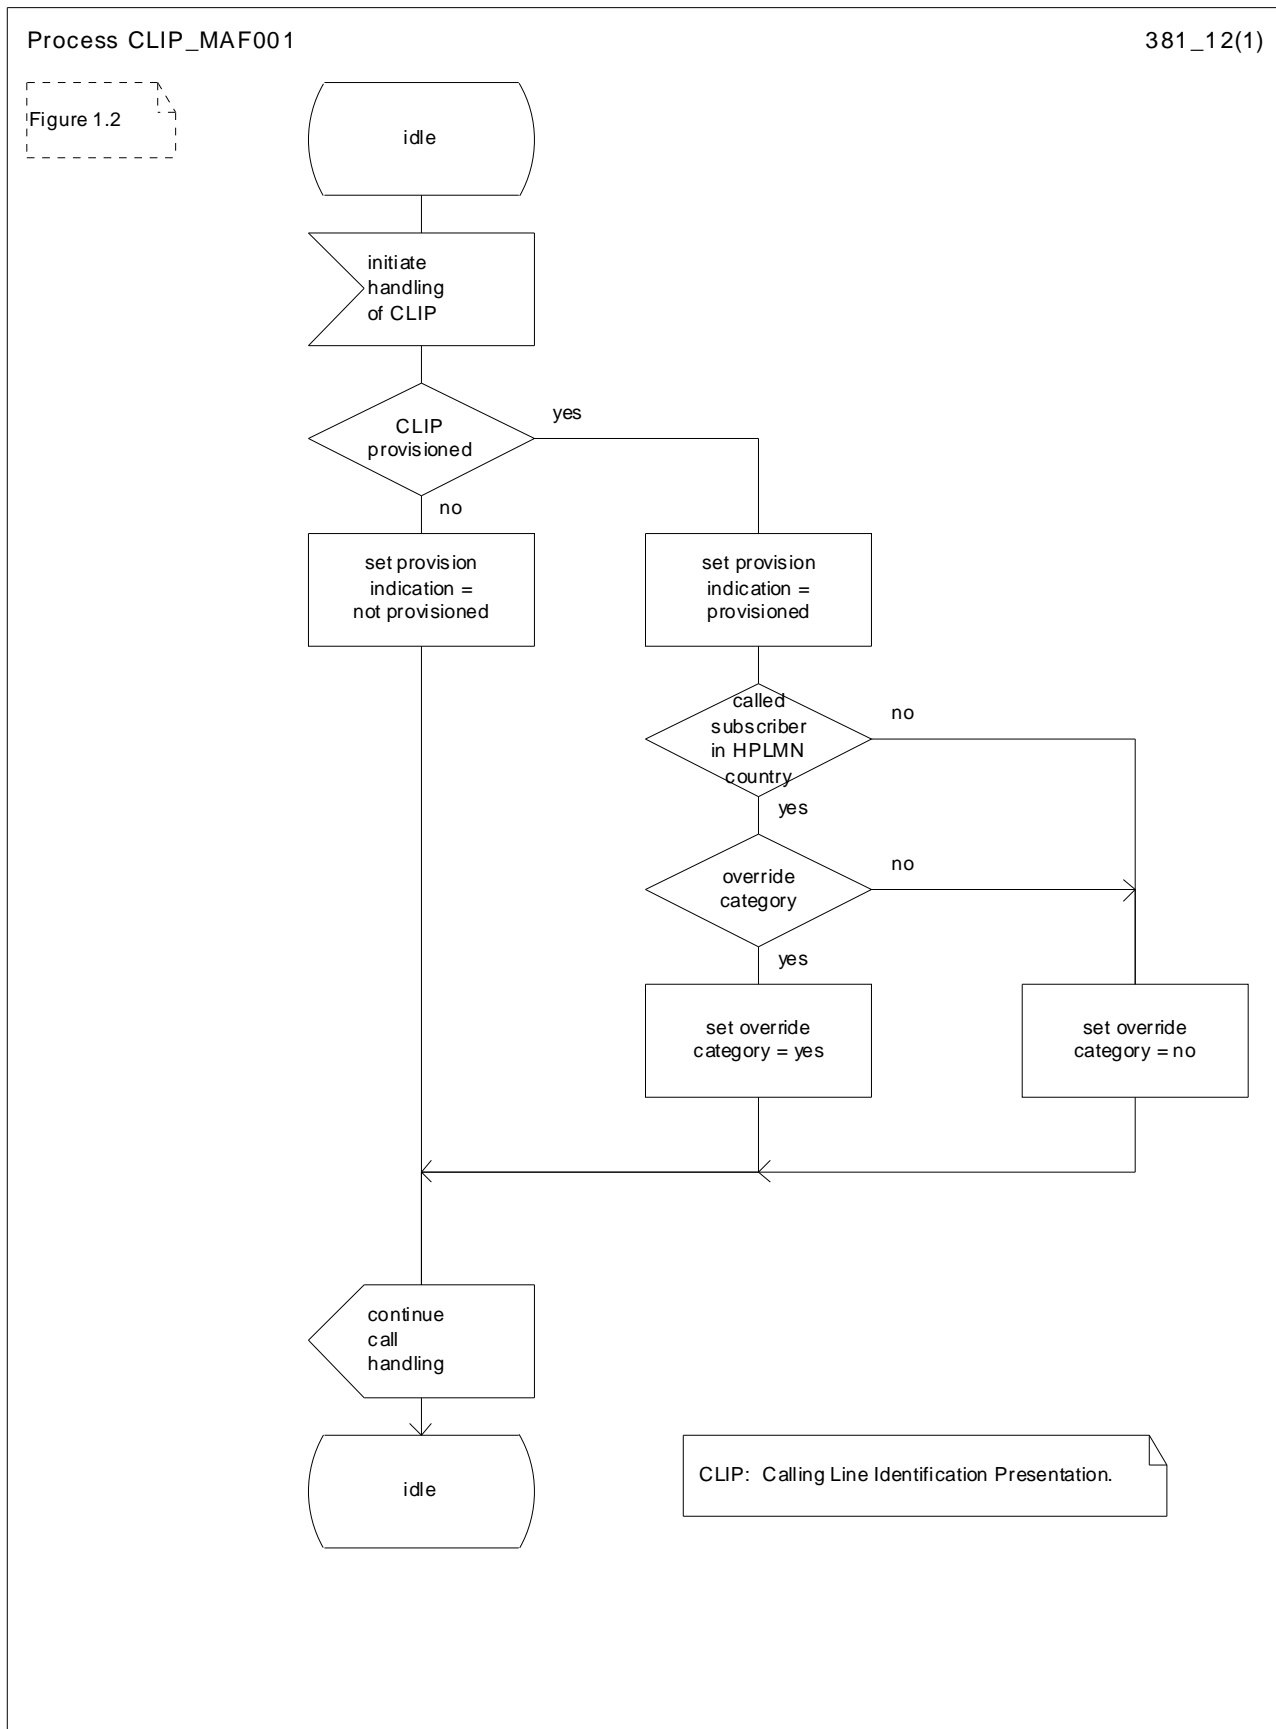 Process CLIP_MAF001
381_12(1)
Figure 1.2
idle
initiate
handling
of CLIP
CLIP
provisioned
yes
no
set provision
indication =
not provisioned
set provision
indication =
provisioned
called
subscriber
in HPLMN
country
no
yes
override
category
no
yes
set override
category = yes
set override
category = no
continue
call
handling
idle
CLIP: Calling Line Identification Presentation.